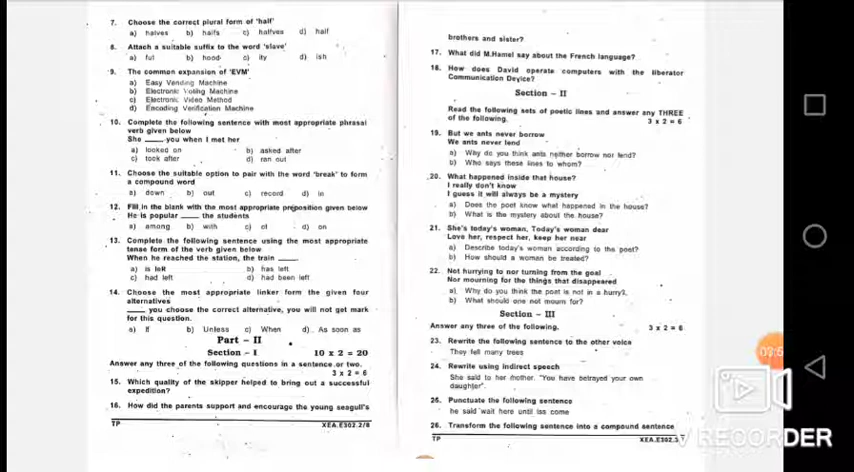 7. Choose the correct plural form of 'half'
a) halves b) halfs c) halfves d) half
8. Attach a suitable suffix to the word 'slave'
a) ful b) hood c) ity d) ish
9. The common expansion of 'EVM'
a) Easy Vending Machine
b) Electronic Voting Machine
c) Electronic Video Method
d) Encoding Verification Machine
10. Complete the following sentence with most appropriate phrasal
verb given below
She ____ you when I met her
a) looked on b) asked after
c) took after d) ran out
11. Choose the suitable option to pair with the word 'break' to form
a compound word
a) down b) out c) record d) in
12. Fill in the blank with the most appropriate preposition given below
He is popular ____ the students
a) among b) with c) of d) on
13. Complete the following sentence using the most appropriate
tense form of the verb given below
When he reached the station, the train ____
a) is left b) has left
c) had left d) had been left
14. Choose the most appropriate linker form the given four
alternatives
____ you choose the correct alternative, you will not get mark
for this question.
a) If b) Unless c) When d) As soon as
Part - II
Section - I 10 x 2 = 20
Answer any three of the following questions in a sentence or two.
3 x 2 = 6
15. Which quality of the skipper helped to bring out a successful
expedition?
16. How did the parents support and encourage the young seagull's
TP XEA.E302.2/8
brothers and sister?
17. What did M.Hamel say about the French language?
18. How does David operate computers with the liberator
Communication Device?
Section - II
Read the following sets of poetic lines and answer any THREE
of the following. 3 x 2 = 6
19. But we ants never borrow
We ants never lend
a) Why do you think ants neither borrow nor lend?
b) Who says these lines to whom?
20. What happened inside that house?
I really don't know
I guess it will always be a mystery
a) Does the poet know what happened in the house?
b) What is the mystery about the house?
21. She's today's woman, Today's woman dear
Love her, respect her, keep her near
a) Describe today's woman according to the poet?
b) How should a woman be treated?
22. Not hurrying to nor turning from the goal
Nor mourning for the things that disappeared
a) Why do you think the poet is not in a hurry?
b) What should one not mourn for?
Section - III
Answer any three of the following. 3 x 2 = 6
23. Rewrite the following sentence to the other voice
They fell many trees
24. Rewrite using indirect speech
She said to her mother. "You have betrayed your own
daughter".
25. Punctuate the following sentence
he said wait here until iss come
26. Transform the following sentence into a compound sentence
TP XEA.E302.3
RECORDER